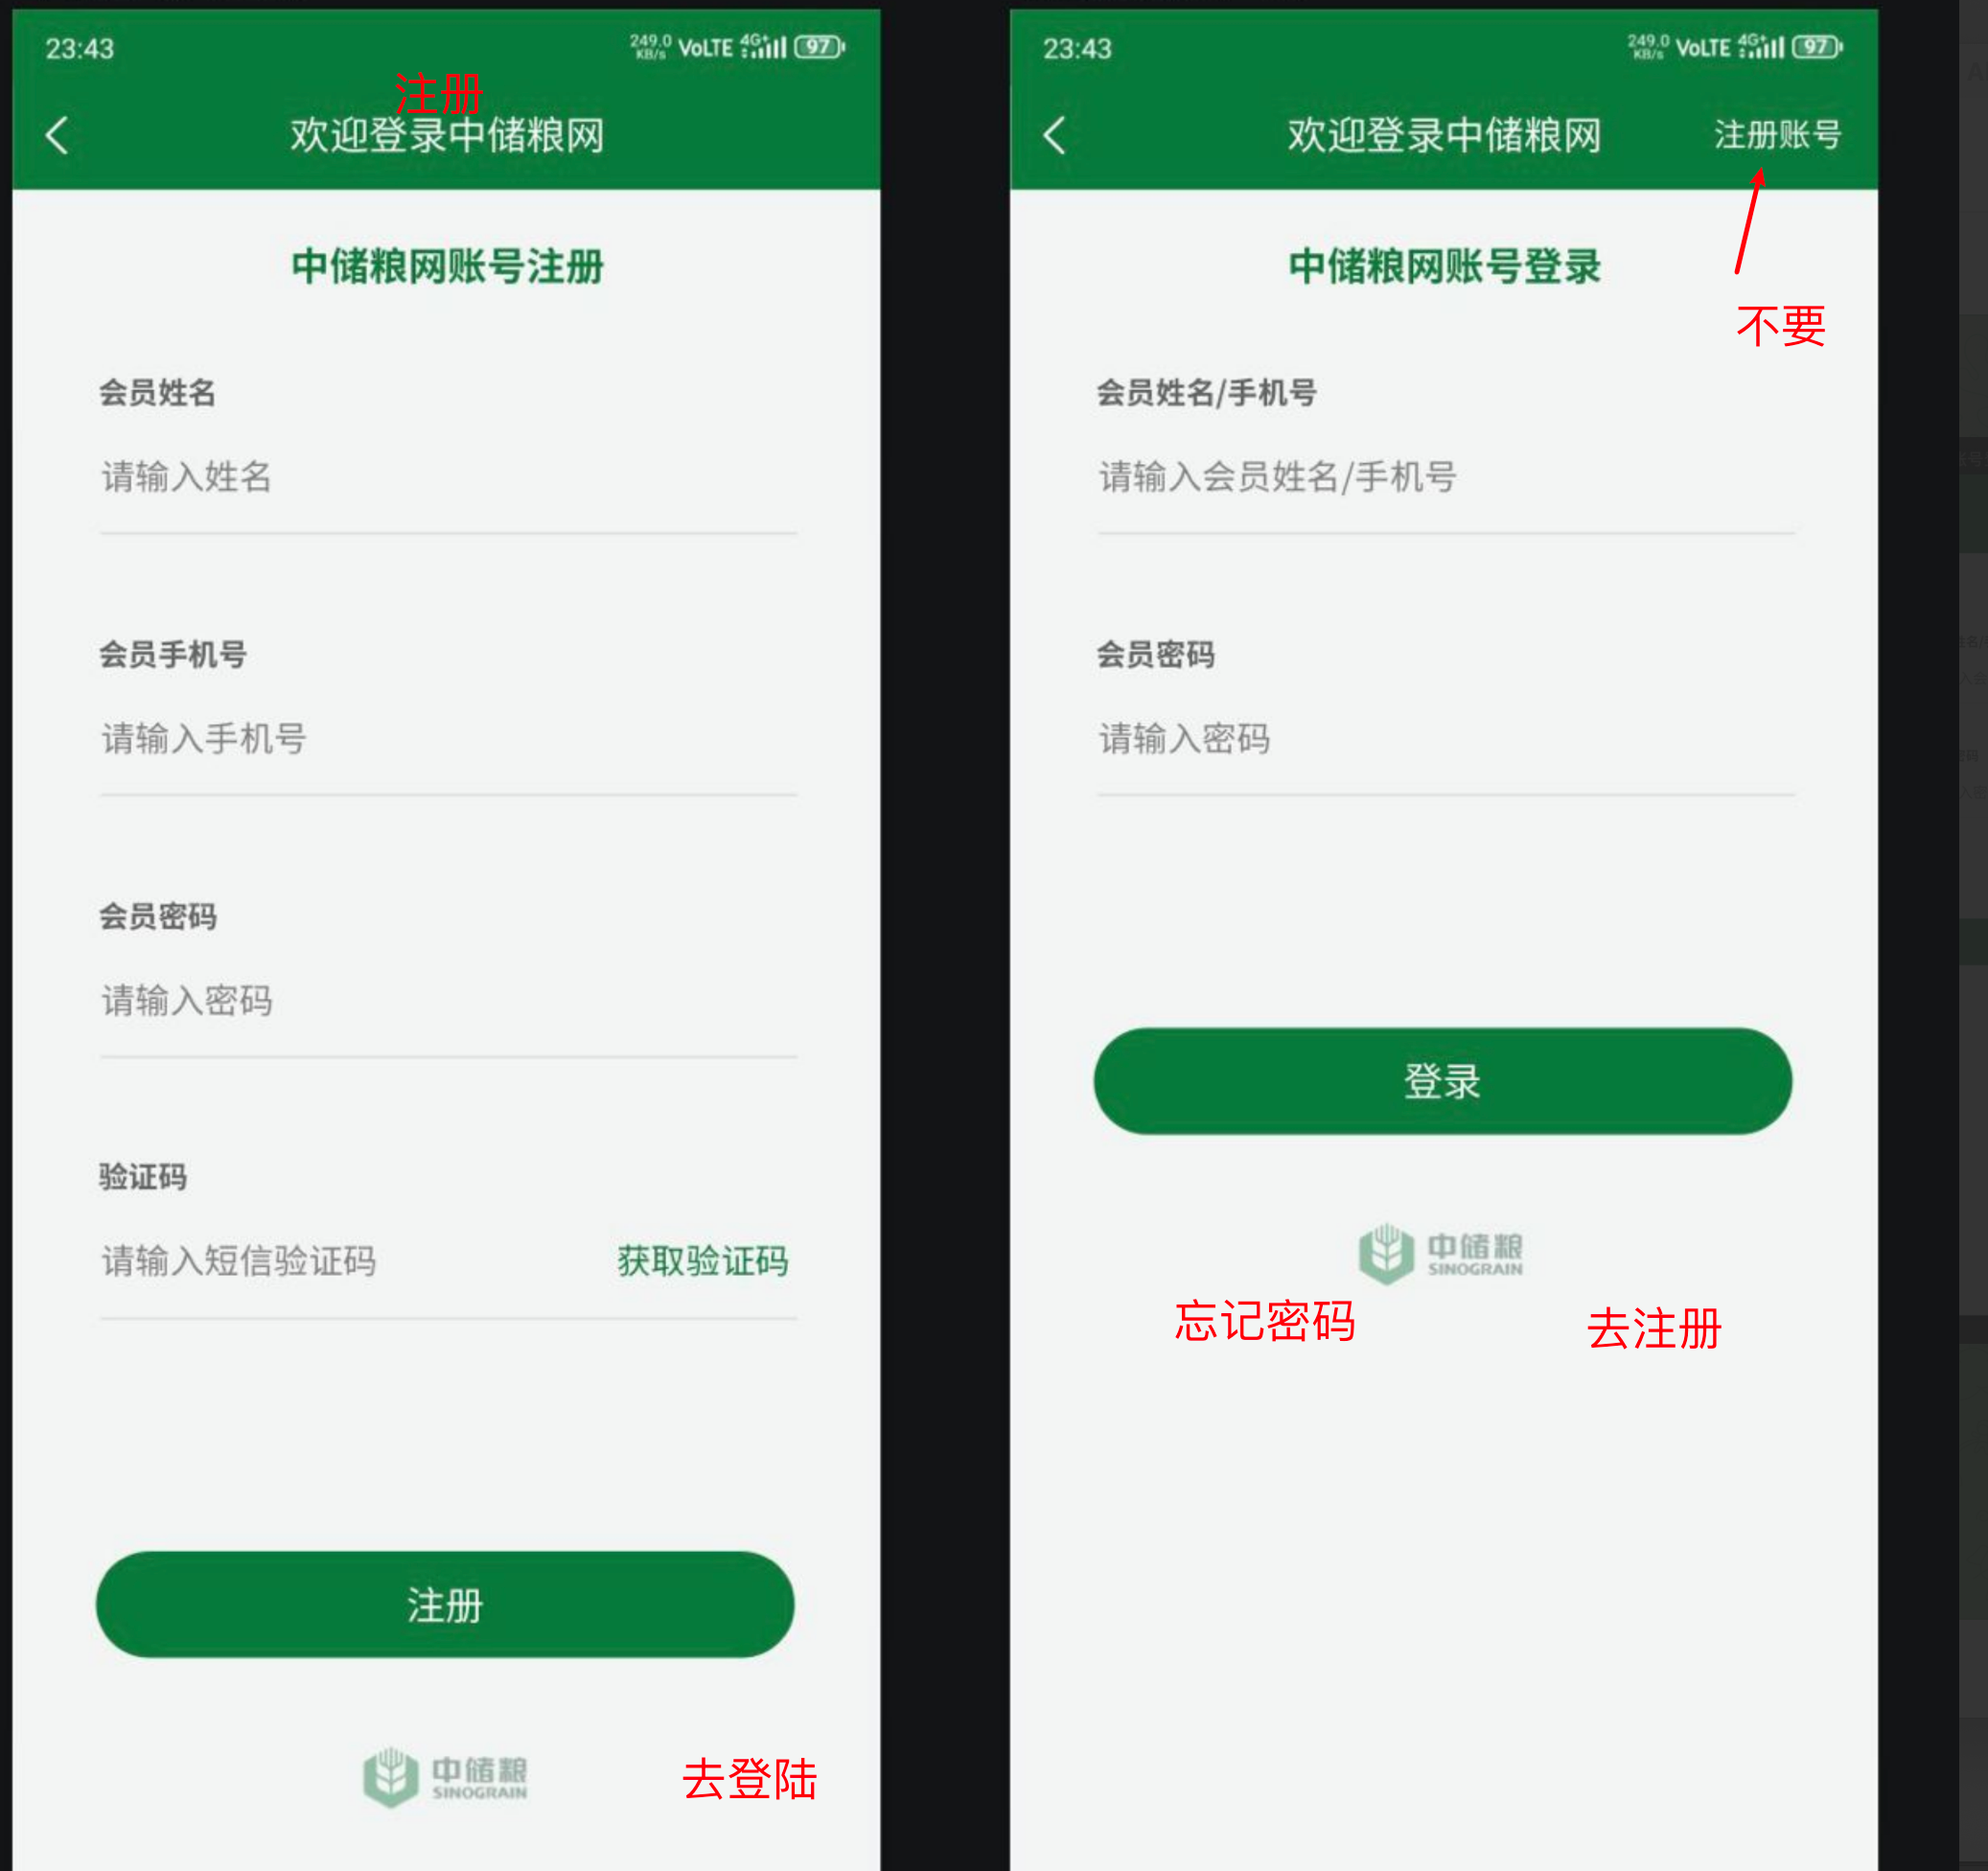 23:43
249.0 KB/s VoLTE 4G+ 97
注册
欢迎登录中储粮网
中储粮网账号注册
会员姓名
请输入姓名
会员手机号
请输入手机号
会员密码
请输入密码
验证码
请输入短信验证码 获取验证码
注册
中储粮
SINOGRAIN
去登陆
23:43
249.0 KB/s VoLTE 4G+ 97
欢迎登录中储粮网 注册账号
不要
中储粮网账号登录
会员姓名/手机号
请输入会员姓名/手机号
会员密码
请输入密码
登录
中储粮
SINOGRAIN
忘记密码 去注册